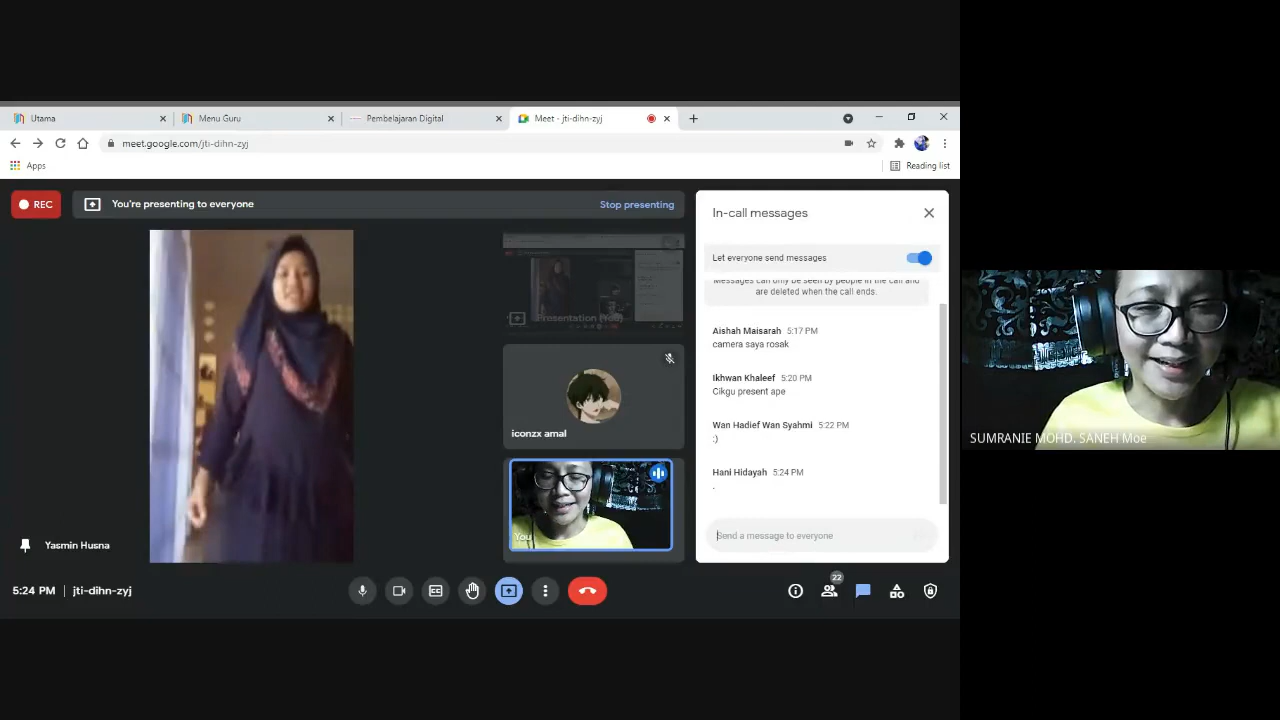 Utama
Menu Guru
Pembelajaran Digital
Meet - jti-dihn-zyj
meet.google.com/jti-dihn-zyj
Apps
Reading list
REC
You're presenting to everyone
Stop presenting
In-call messages
Let everyone send messages
Messages can only be seen by people in the call and
are deleted when the call ends.
Presentation (You)
Aishah Maisarah 5:17 PM
camera saya rosak
Ikhwan Khaleef 5:20 PM
Cikgu present ape
Wan Hadief Wan Syahmi 5:22 PM
:)
Hani Hidayah 5:24 PM
.
Send a message to everyone
iconzx amal
You
Yasmin Husna
5:24 PM | jti-dihn-zyj
CC
22
SUMRANIE MOHD. SANEH Moe